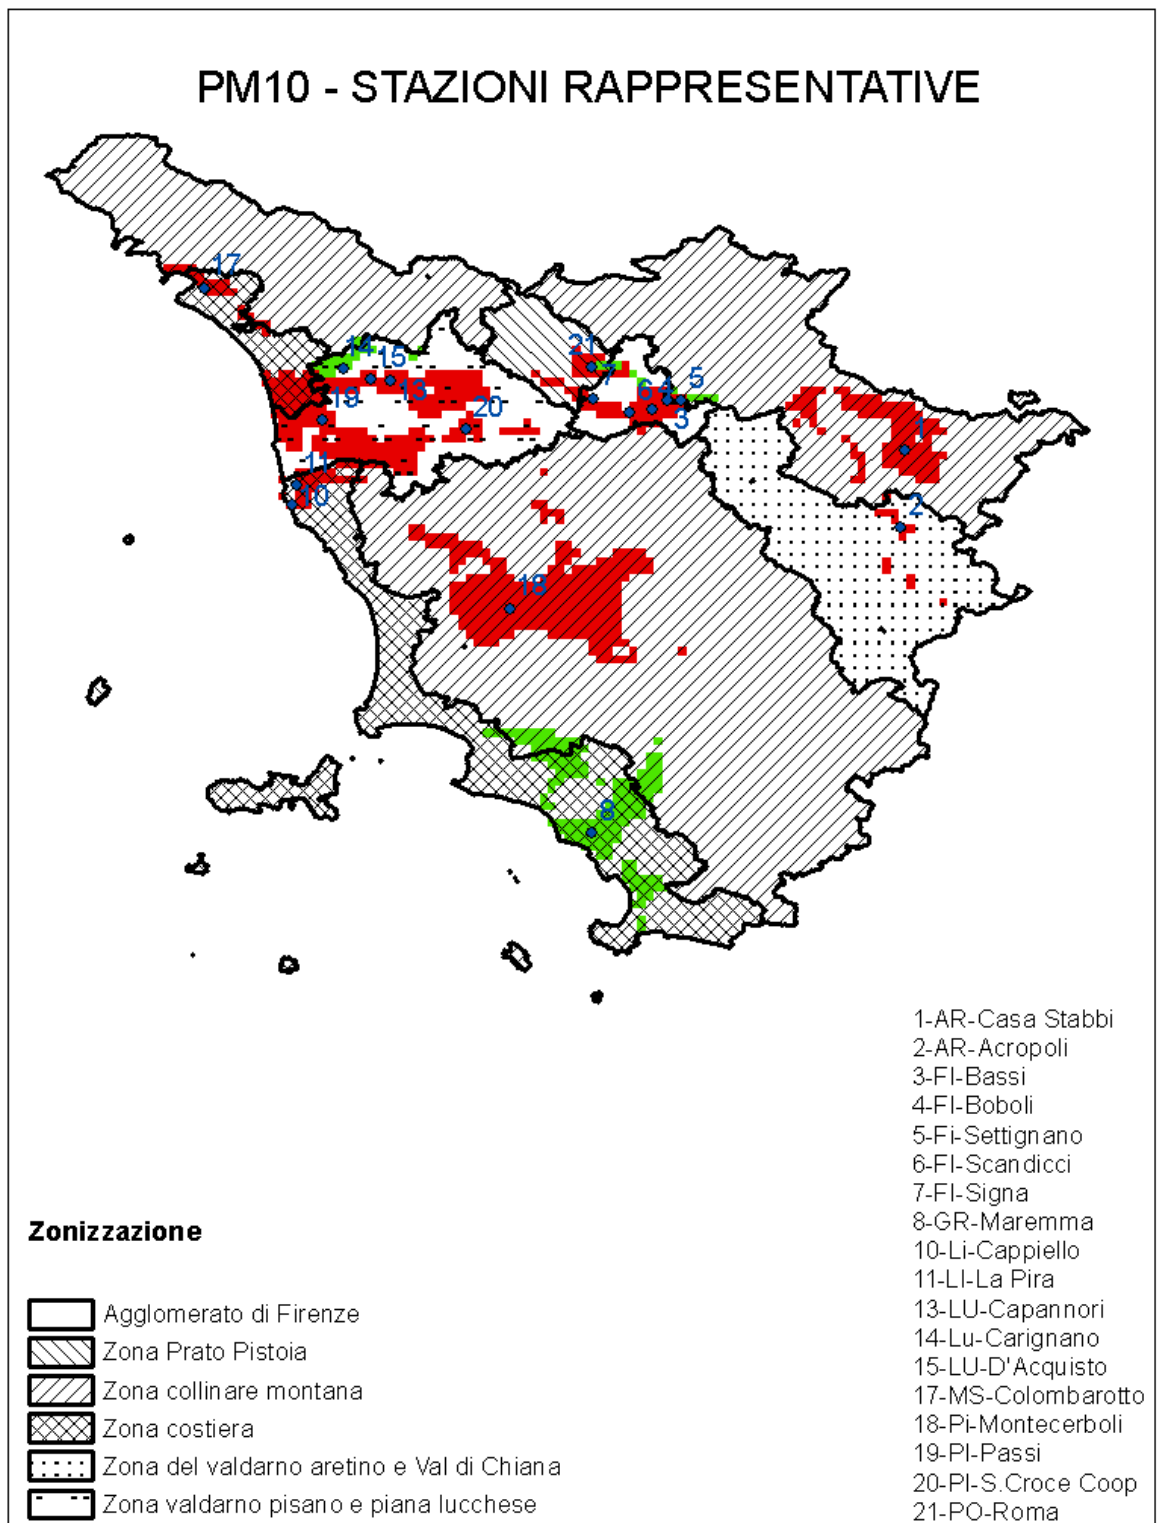 PM10 - STAZIONI RAPPRESENTATIVE
17
14
15
21
13
7
6
4
5
19
20
3
1
11
10
2
18
8
1-AR-Casa Stabbi
2-AR-Acropoli
3-FI-Bassi
4-FI-Boboli
5-Fi-Settignano
6-FI-Scandicci
7-FI-Signa
8-GR-Maremma
10-Li-Cappiello
11-LI-La Pira
13-LU-Capannori
14-Lu-Carignano
15-LU-D'Acquisto
17-MS-Colombarotto
18-Pi-Montecerboli
19-PI-Passi
20-PI-S.Croce Coop
21-PO-Roma
Zonizzazione
Agglomerato di Firenze
Zona Prato Pistoia
Zona collinare montana
Zona costiera
Zona del valdarno aretino e Val di Chiana
Zona valdarno pisano e piana lucchese